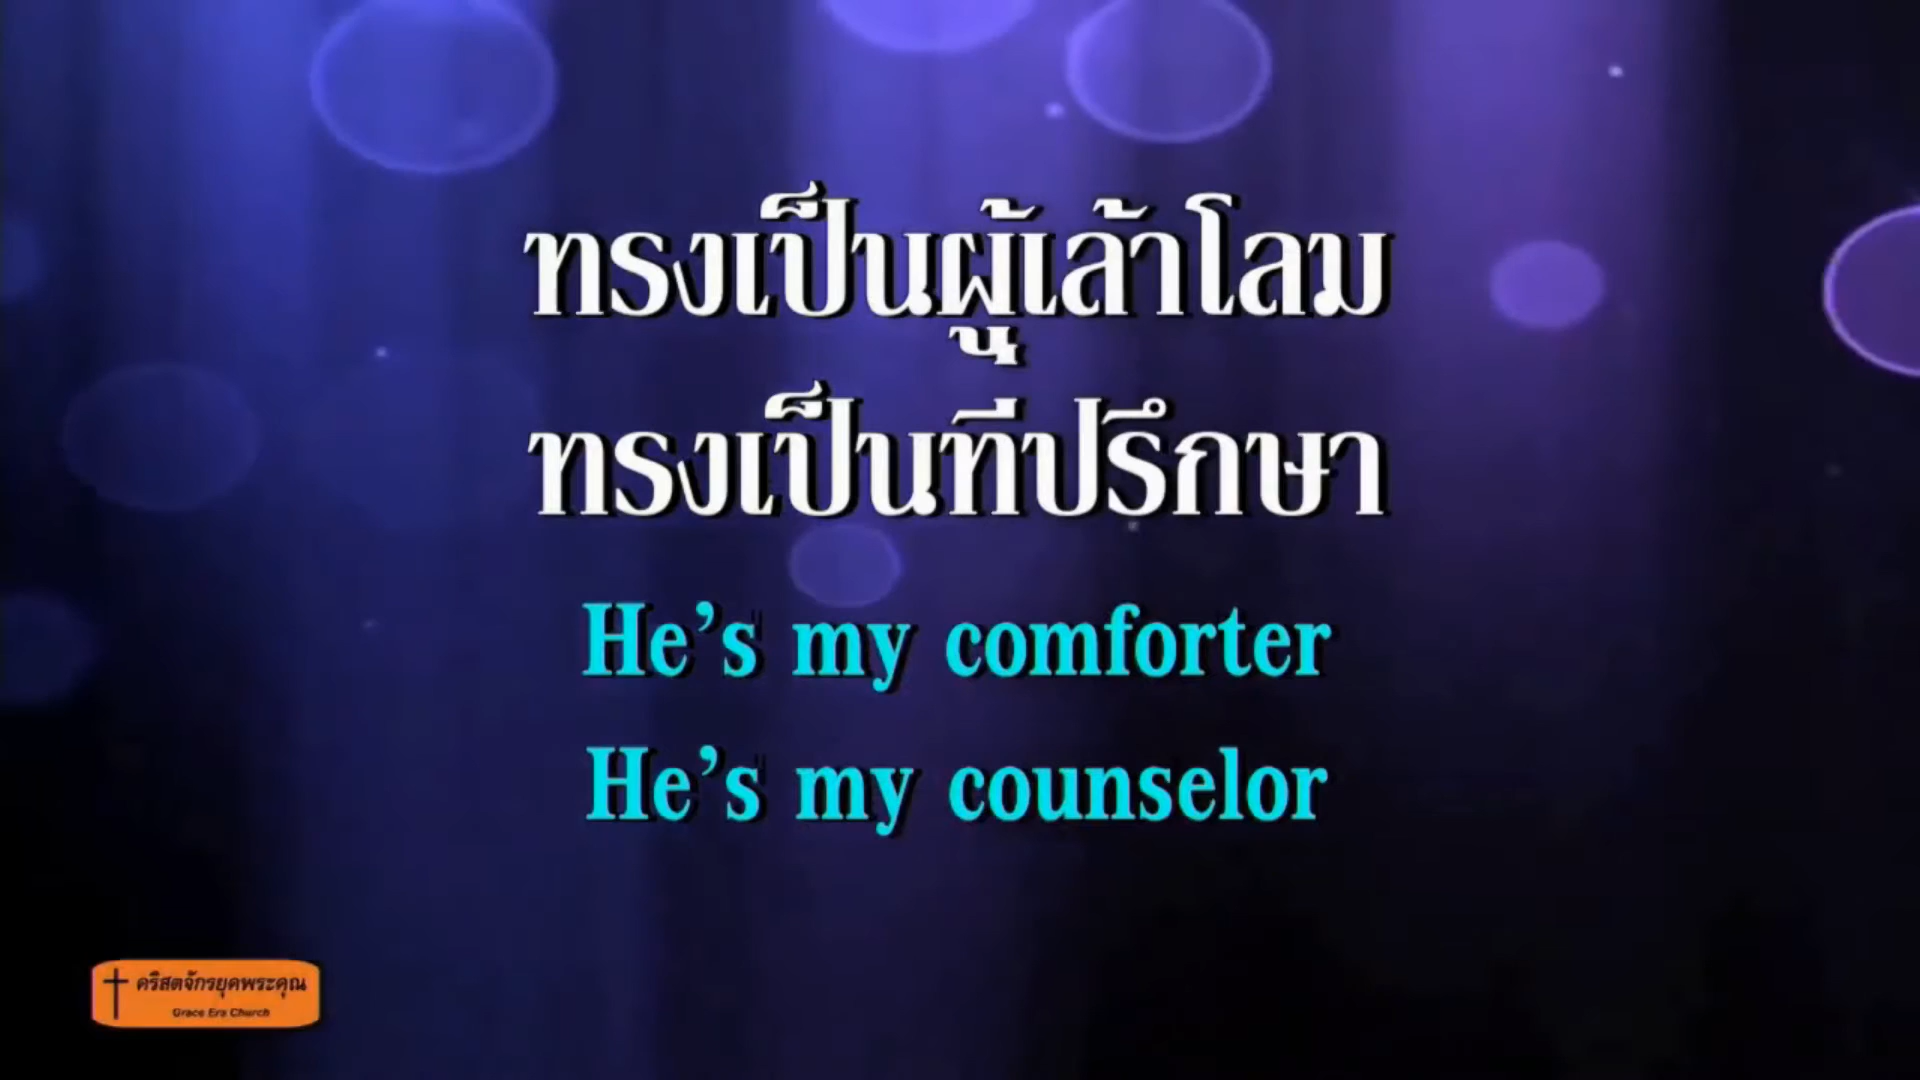 ทรงเป็นผู้เล้าโลม
ทรงเป็นที่ปรึกษา
He's my comforter
He's my counselor
คริสตจักรยุคพระคุณ
Grace Era Church